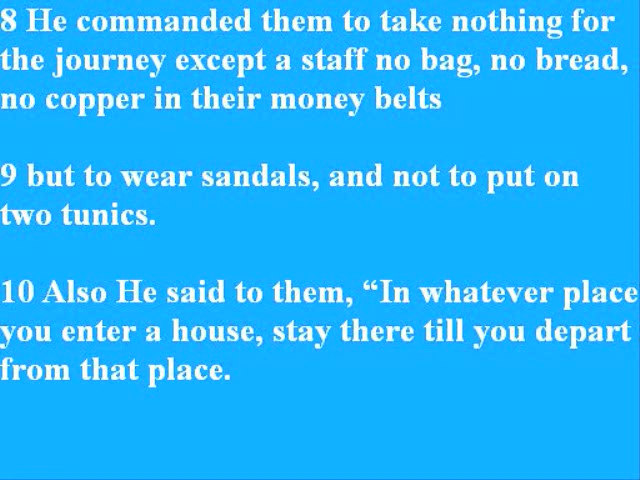 8 He commanded them to take nothing for
the journey except a staff no bag, no bread,
no copper in their money belts
9 but to wear sandals, and not to put on
two tunics.
10 Also He said to them, “In whatever place
you enter a house, stay there till you depart
from that place.